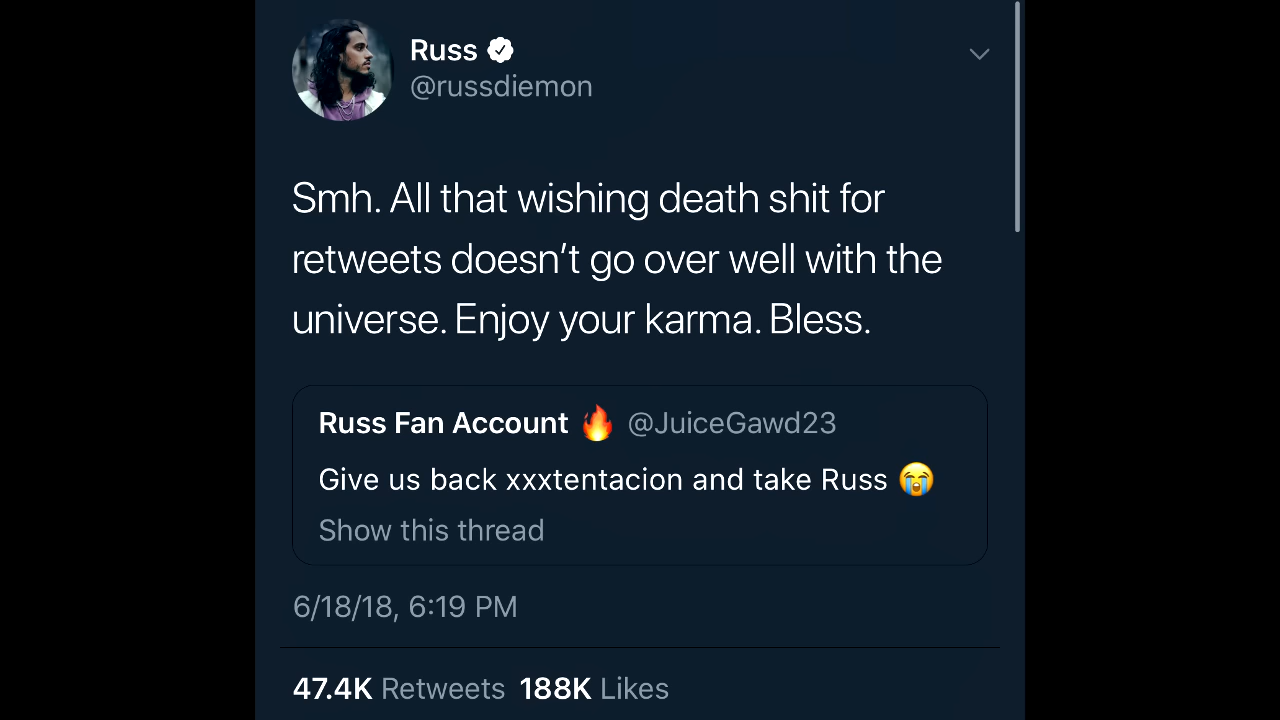 Russ
@russdiemon
Smh. All that wishing death shit for
retweets doesn't go over well with the
universe. Enjoy your karma. Bless.
Russ Fan Account 🔥 @JuiceGawd23
Give us back xxxtentacion and take Russ 😭
Show this thread
6/18/18, 6:19 PM
47.4K Retweets 188K Likes